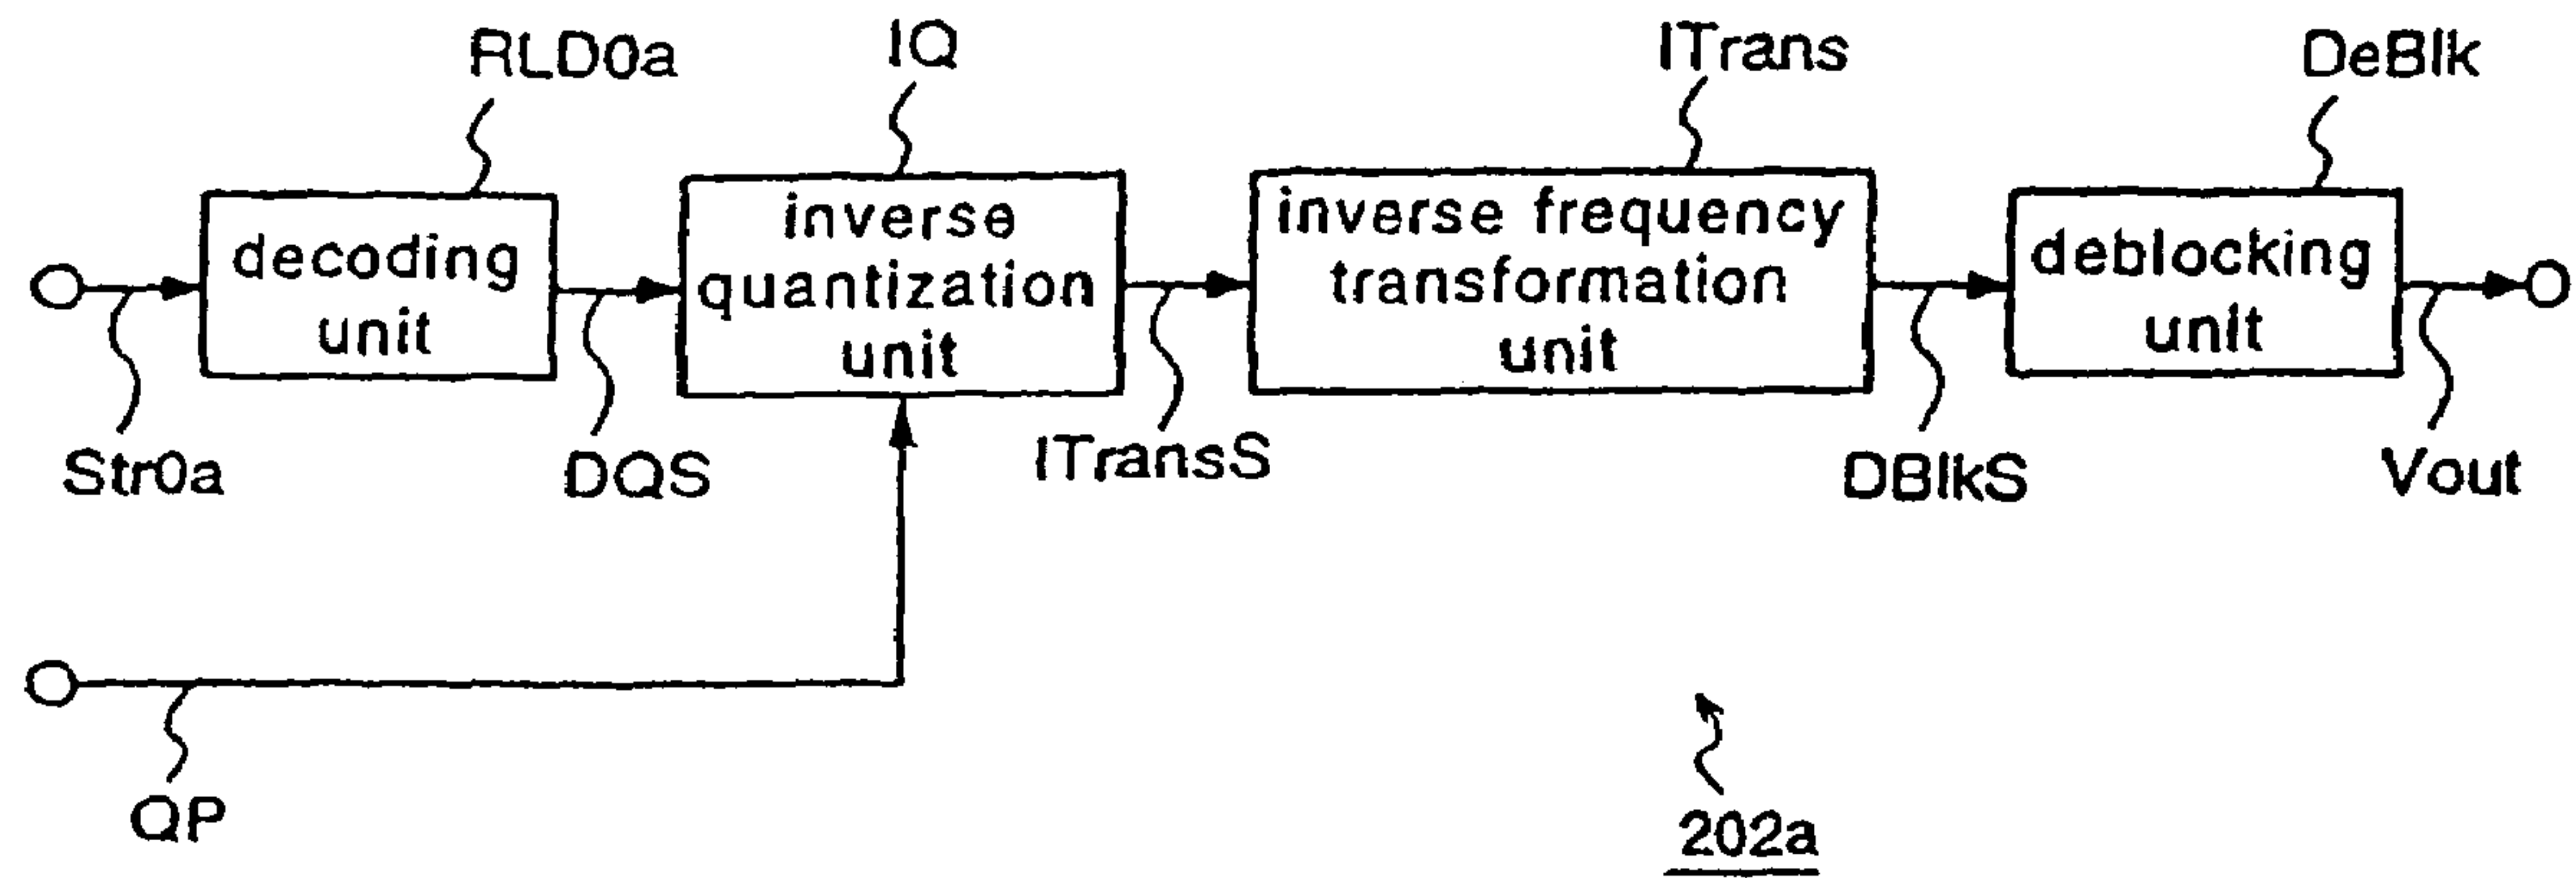 RLD0a
IQ
ITrans
DeBlk
decoding
unit
inverse
quantization
unit
inverse frequency
transformation
unit
deblocking
unit
Str0a
DQS
ITransS
DBlkS
Vout
QP
202a